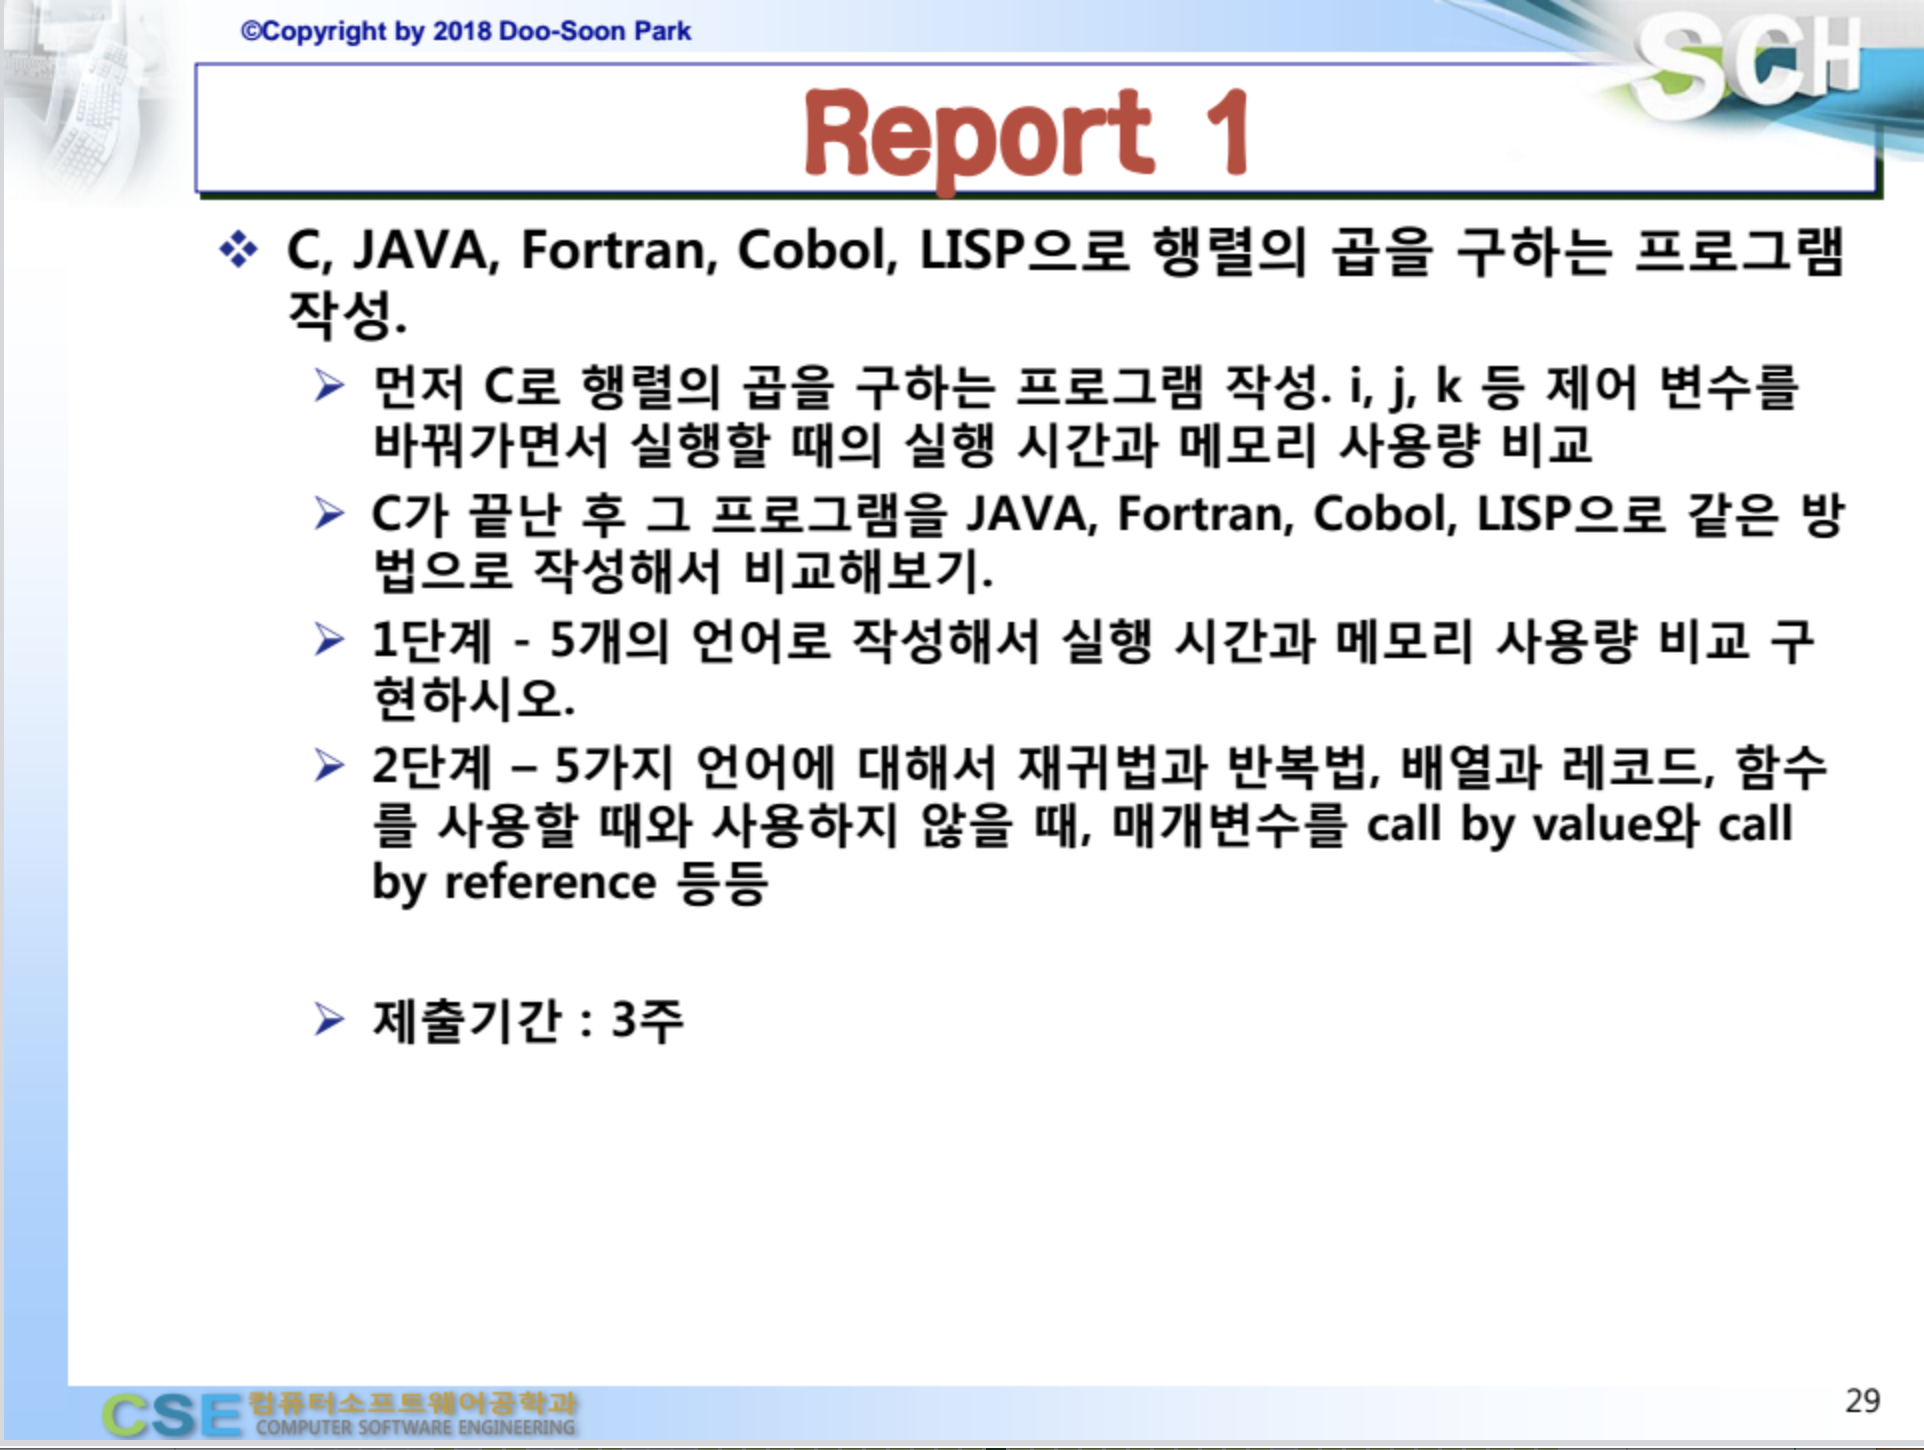 ©Copyright by 2018 Doo-Soon Park
SCH
Report 1
C, JAVA, Fortran, Cobol, LISP으로 행렬의 곱을 구하는 프로그램
작성.
먼저 C로 행렬의 곱을 구하는 프로그램 작성. i, j, k 등 제어 변수를
바꿔가면서 실행할 때의 실행 시간과 메모리 사용량 비교
C가 끝난 후 그 프로그램을 JAVA, Fortran, Cobol, LISP으로 같은 방
법으로 작성해서 비교해보기.
1단계 - 5개의 언어로 작성해서 실행 시간과 메모리 사용량 비교 구
현하시오.
2단계 – 5가지 언어에 대해서 재귀법과 반복법, 배열과 레코드, 함수
를 사용할 때와 사용하지 않을 때, 매개변수를 call by value와 call
by reference 등등
제출기간 : 3주
CSE 컴퓨터소프트웨어공학과
COMPUTER SOFTWARE ENGINEERING
29